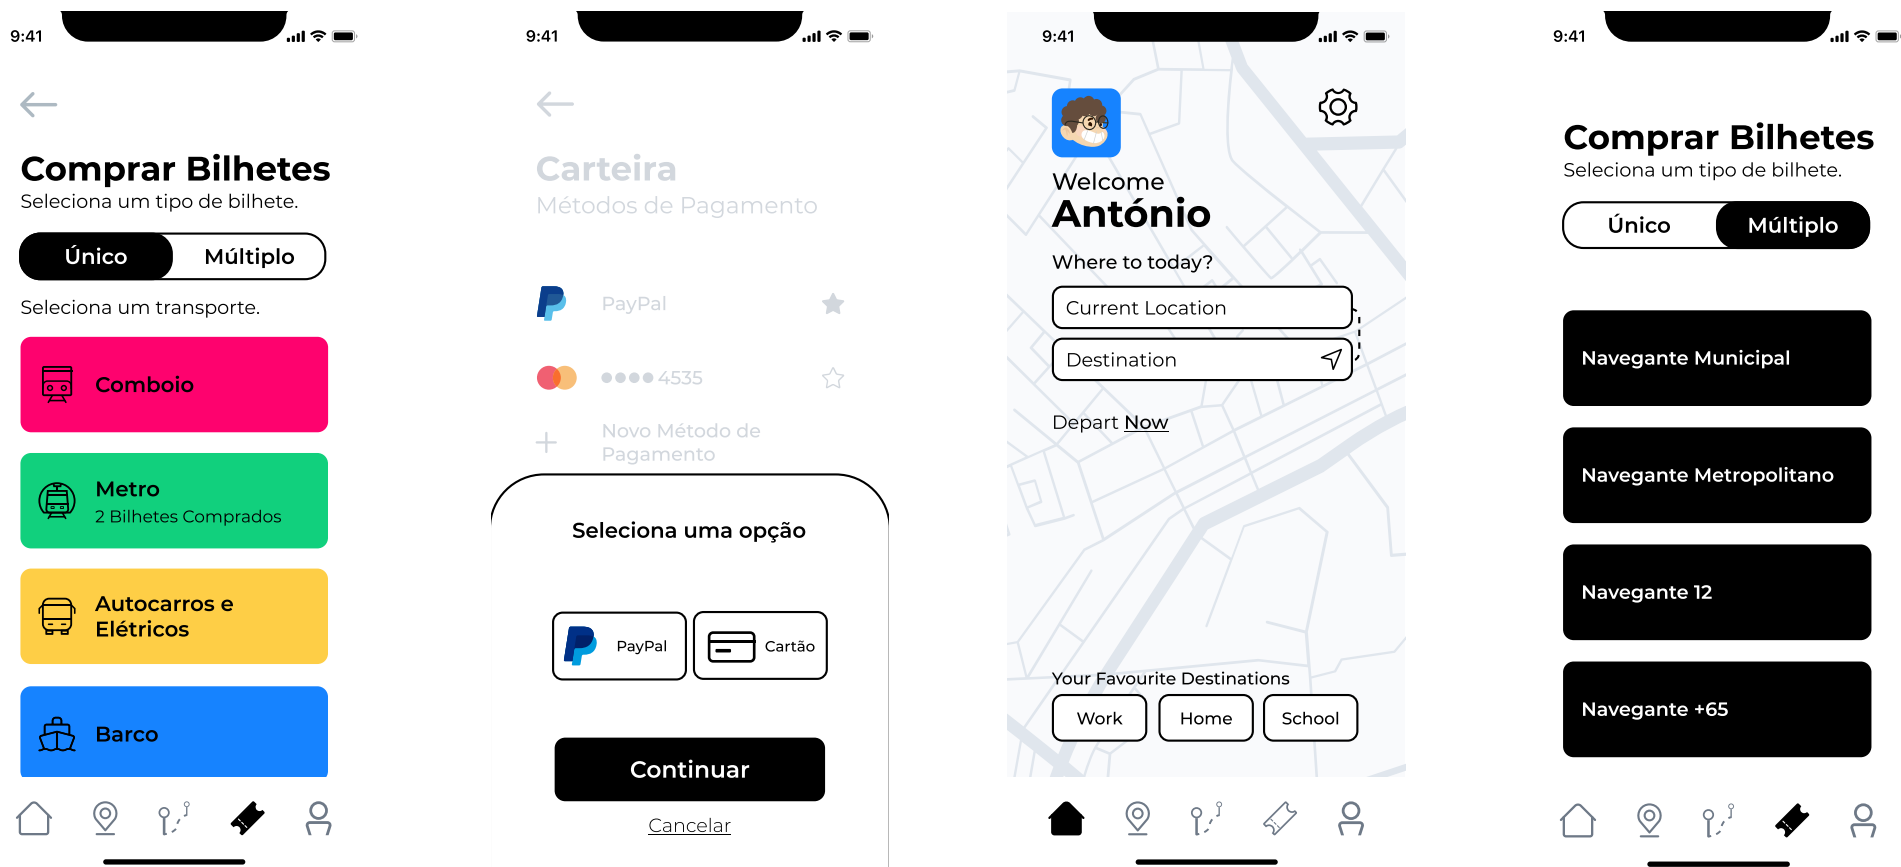 9:41
Comprar Bilhetes
Seleciona um tipo de bilhete.
Único
Múltiplo
Seleciona um transporte.
Comboio
Metro
2 Bilhetes Comprados
Autocarros e
Elétricos
Barco
9:41
Carteira
Métodos de Pagamento
PayPal
●●●● 4535
Novo Método de
Pagamento
Seleciona uma opção
PayPal
Cartão
Continuar
Cancelar
9:41
Welcome
António
Where to today?
Current Location
Destination
Depart Now
Your Favourite Destinations
Work
Home
School
9:41
Comprar Bilhetes
Seleciona um tipo de bilhete.
Único
Múltiplo
Navegante Municipal
Navegante Metropolitano
Navegante 12
Navegante +65